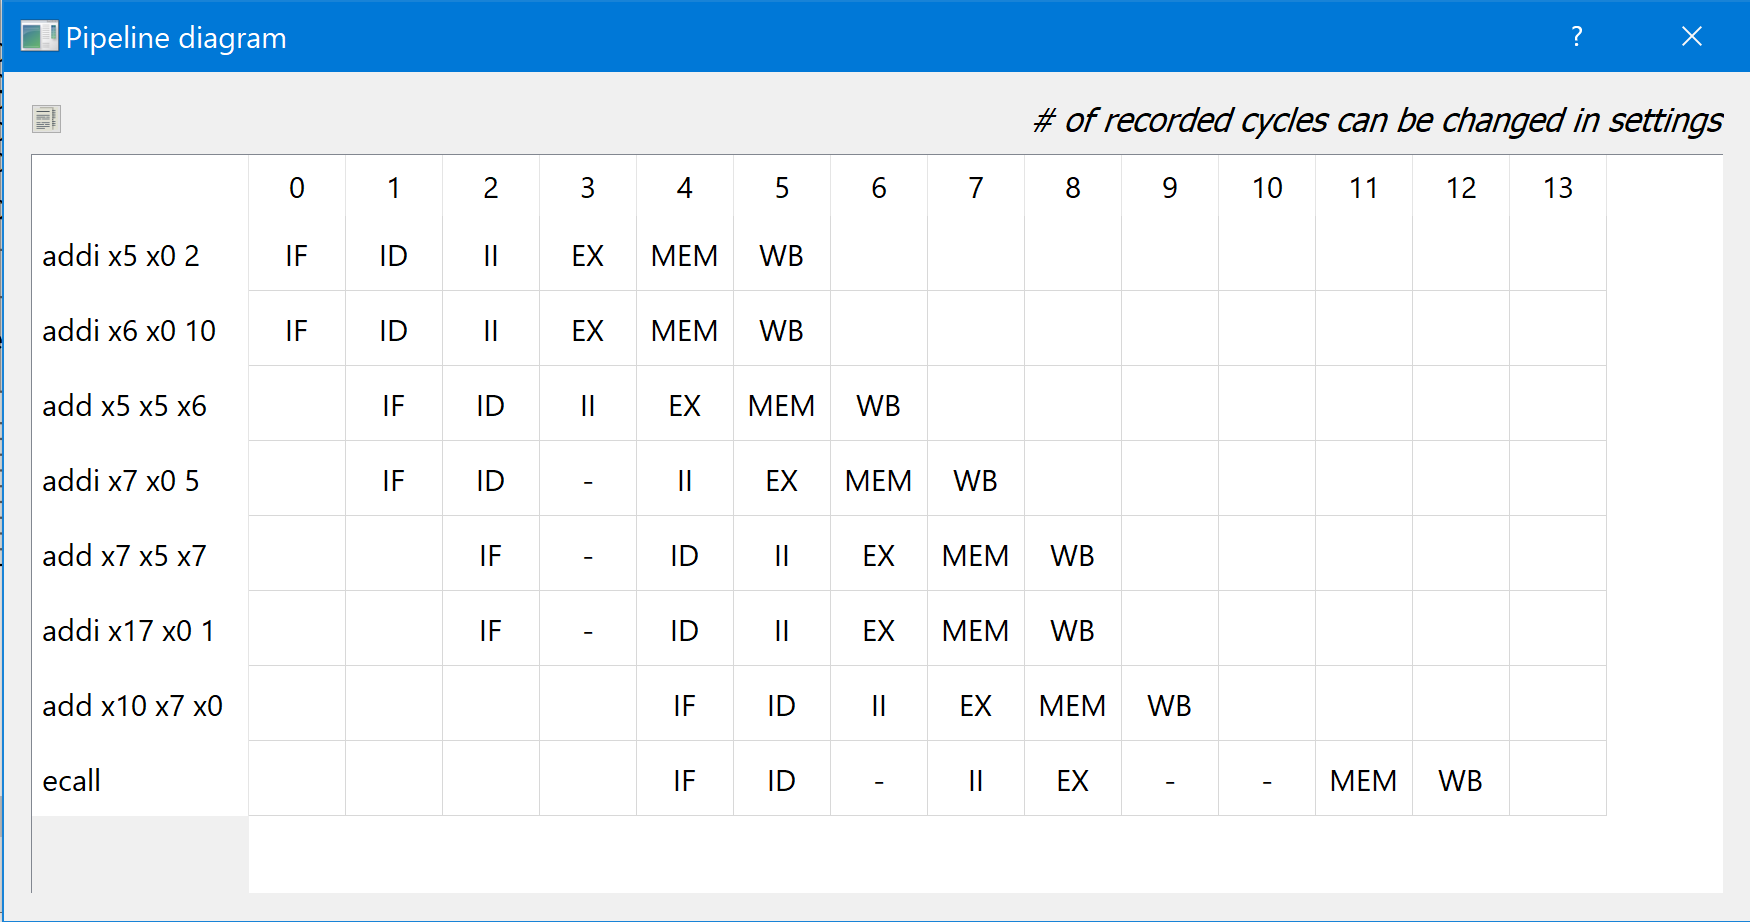 Pipeline diagram ?
# of recorded cycles can be changed in settings
0 1 2 3 4 5 6 7 8 9 10 11 12 13
addi x5 x0 2 IF ID II EX MEM WB
addi x6 x0 10 IF ID II EX MEM WB
add x5 x5 x6 IF ID II EX MEM WB
addi x7 x0 5 IF ID - II EX MEM WB
add x7 x5 x7 IF - ID II EX MEM WB
addi x17 x0 1 IF - ID II EX MEM WB
add x10 x7 x0 IF ID II EX MEM WB
ecall IF ID - II EX - - MEM WB